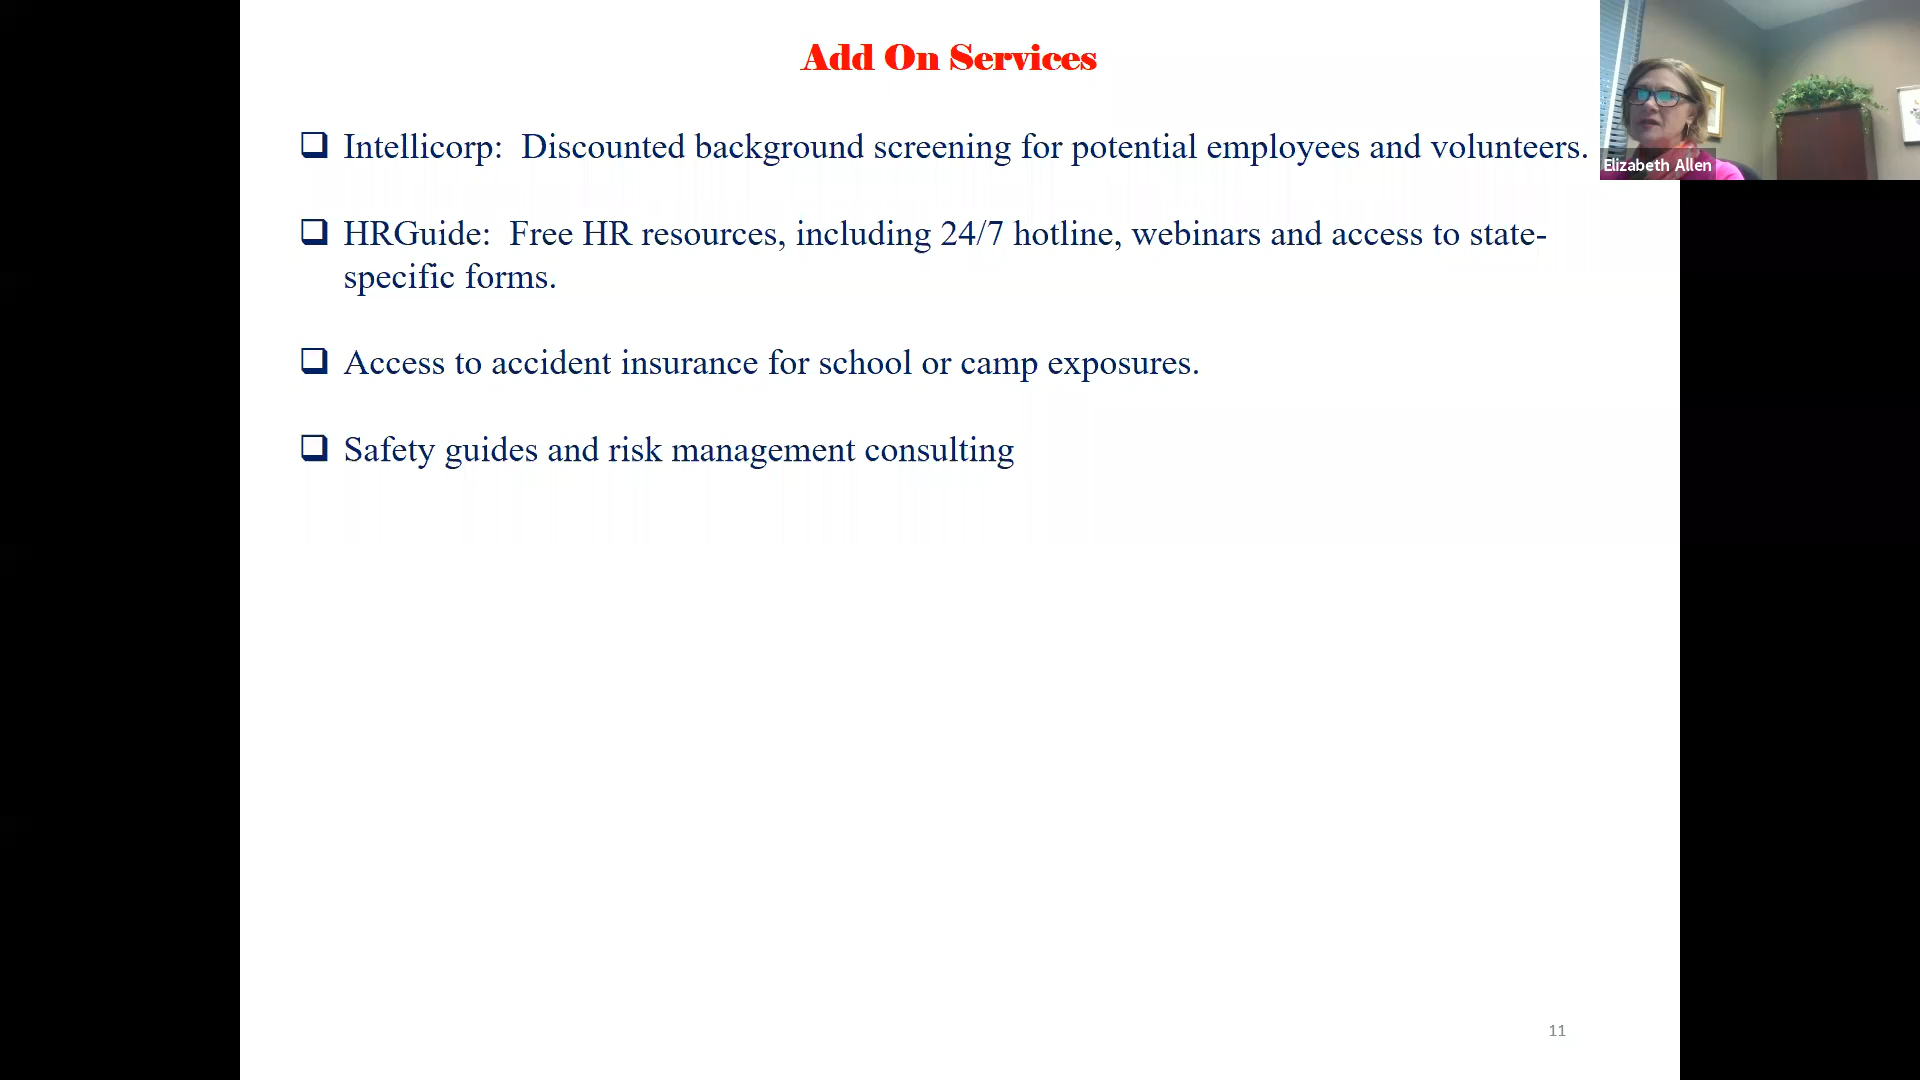 Add On Services
Elizabeth Allen
❑ Intellicorp:  Discounted background screening for potential employees and volunteers.
❑ HRGuide:  Free HR resources, including 24/7 hotline, webinars and access to state-
specific forms.
❑ Access to accident insurance for school or camp exposures.
❑ Safety guides and risk management consulting
11